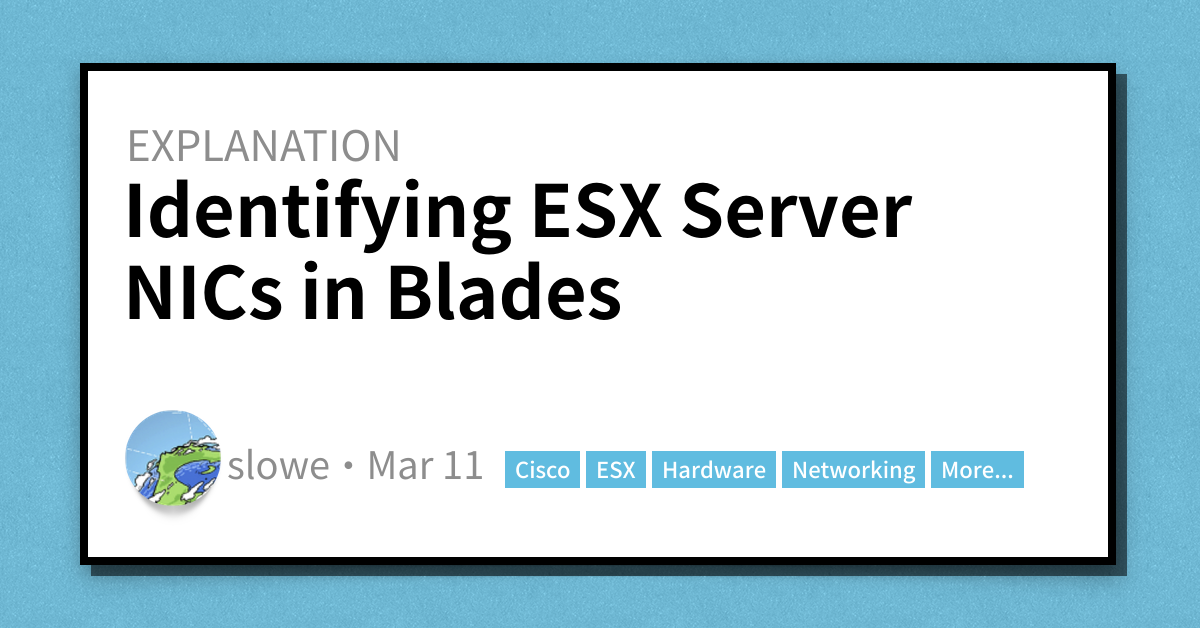 EXPLANATION
Identifying ESX Server
NICs in Blades
slowe • Mar 11 Cisco ESX Hardware Networking More...